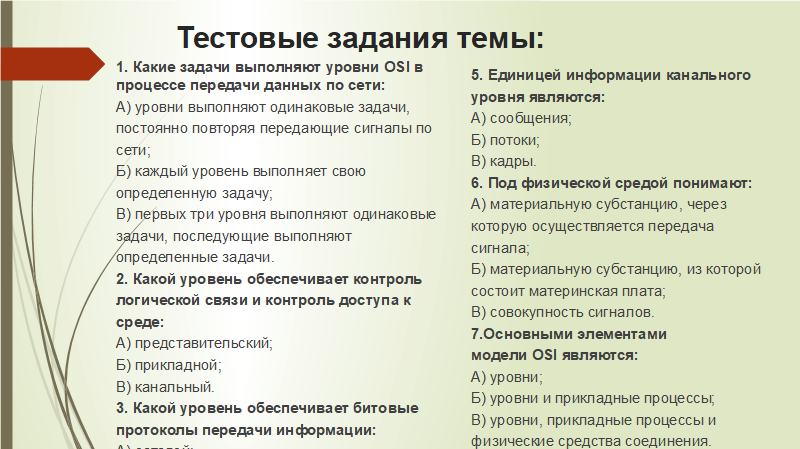 Тестовые задания темы:
1. Какие задачи выполняют уровни OSI в
процессе передачи данных по сети:
А) уровни выполняют одинаковые задачи,
постоянно повторяя передающие сигналы по
сети;
Б) каждый уровень выполняет свою
определенную задачу;
В) первых три уровня выполняют одинаковые
задачи, последующие выполняют
определенные задачи.
2. Какой уровень обеспечивает контроль
логической связи и контроль доступа к
среде:
А) представительский;
Б) прикладной;
В) канальный.
3. Какой уровень обеспечивает битовые
протоколы передачи информации:
5. Единицей информации канального
уровня являются:
А) сообщения;
Б) потоки;
В) кадры.
6. Под физической средой понимают:
А) материальную субстанцию, через
которую осуществляется передача
сигнала;
Б) материальную субстанцию, из которой
состоит материнская плата;
В) совокупность сигналов.
7.Основными элементами
модели OSI являются:
А) уровни;
Б) уровни и прикладные процессы;
В) уровни, прикладные процессы и
физические средства соединения.